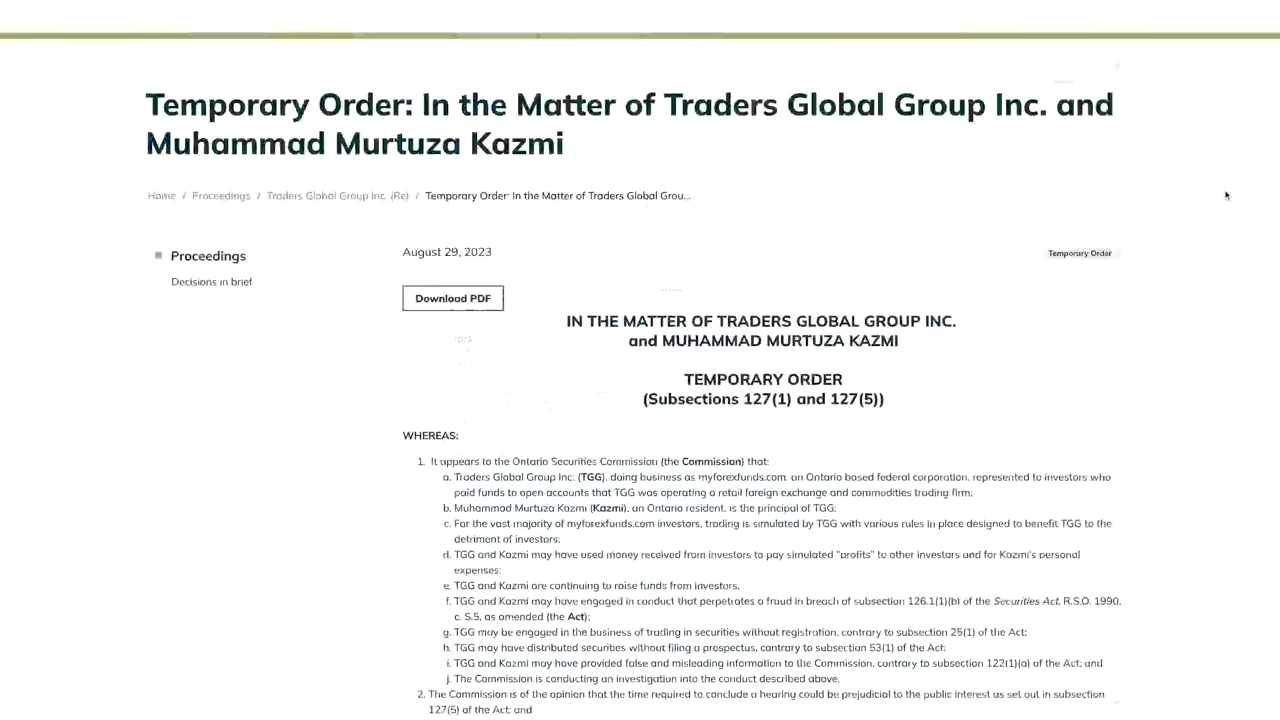 Temporary Order: In the Matter of Traders Global Group Inc. and
Muhammad Murtuza Kazmi
Home / Proceedings / Traders Global Group Inc. (Re) / Temporary Order: In the Matter of Traders Global Grou...
Proceedings
Decisions in brief
August 29, 2023
Temporary Order
Download PDF
IN THE MATTER OF TRADERS GLOBAL GROUP INC.
and MUHAMMAD MURTUZA KAZMI
TEMPORARY ORDER
(Subsections 127(1) and 127(5))
WHEREAS:
1. It appears to the Ontario Securities Commission (the Commission) that:
a. Traders Global Group Inc. (TGG), doing business as myforexfunds.com, an Ontario based federal corporation, represented to investors who
paid funds to open accounts that TGG was operating a retail foreign exchange and commodities trading firm;
b. Muhammad Murtuza Kazmi (Kazmi), an Ontario resident, is the principal of TGG;
c. For the vast majority of myforexfunds.com investors, trading is simulated by TGG with various rules in place designed to benefit TGG to the
detriment of investors;
d. TGG and Kazmi may have used money received from investors to pay simulated "profits" to other investors and for Kazmi's personal
expenses;
e. TGG and Kazmi are continuing to raise funds from investors.
f. TGG and Kazmi may have engaged in conduct that perpetrates a fraud in breach of subsection 126.1(1)(b) of the Securities Act, R.S.O. 1990,
c. S.5, as amended (the Act);
g. TGG may be engaged in the business of trading in securities without registration, contrary to subsection 25(1) of the Act;
h. TGG may have distributed securities without filing a prospectus, contrary to subsection 53(1) of the Act;
i. TGG and Kazmi may have provided false and misleading information to the Commission, contrary to subsection 122(1)(a) of the Act; and
j. The Commission is conducting an investigation into the conduct described above.
2. The Commission is of the opinion that the time required to conclude a hearing could be prejudicial to the public interest as set out in subsection
127(5) of the Act; and